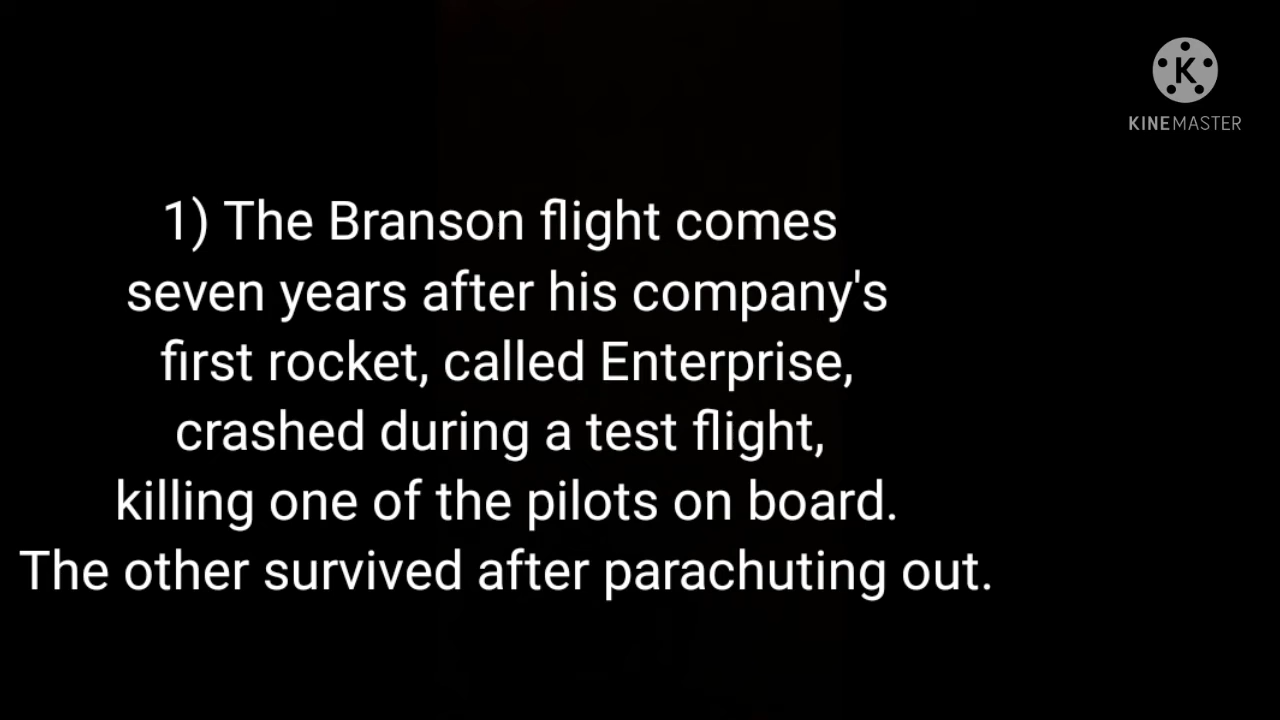 K
KINEMASTER
1) The Branson flight comes
seven years after his company's
first rocket, called Enterprise,
crashed during a test flight,
killing one of the pilots on board.
The other survived after parachuting out.